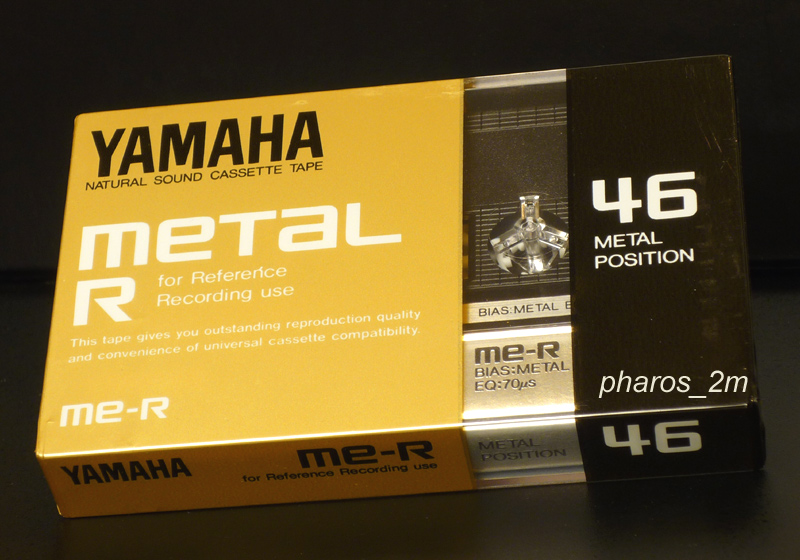 YAMAHA
NATURAL SOUND CASSETTE TAPE
metal
R
for Reference
Recording use
This tape gives you outstanding reproduction quality
and convenience of universal cassette compatibility.
me-R
BIAS:METAL E
me-R
BIAS:METAL
EQ:70µs
46
METAL
POSITION
pharos_2m
YAMAHA
me-R
for Reference Recording use
METAL
POSITION
46